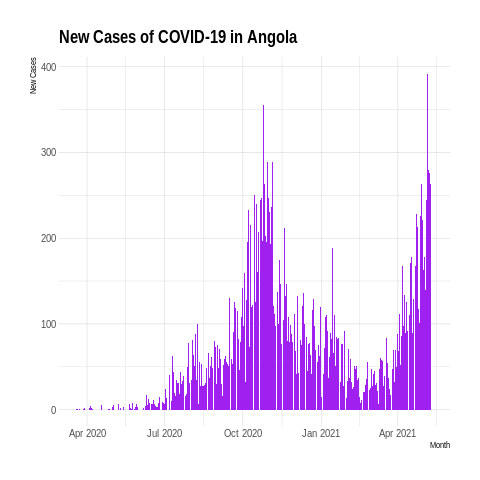 New Cases of COVID-19 in Angola
New Cases
400
300
200
100
0
Apr 2020 Jul 2020 Oct 2020 Jan 2021 Apr 2021
Month